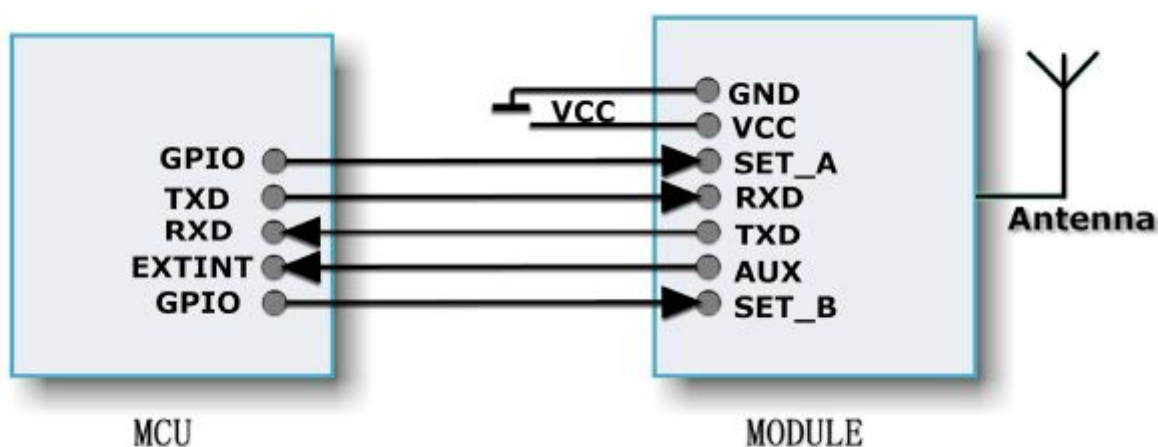 GPIO
TXD
RXD
EXTINT
GPIO
MCU
VCC
GND
VCC
SET_A
RXD
TXD
AUX
SET_B
MODULE
Antenna